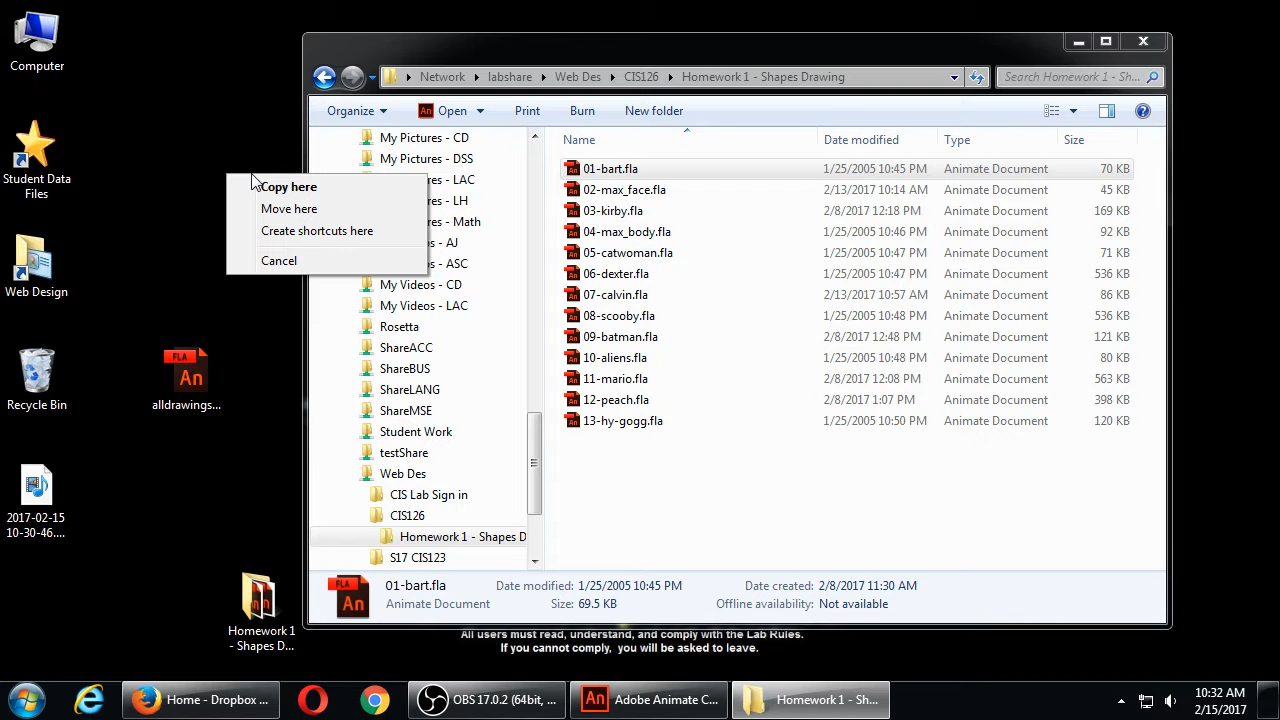 Computer
Student Data
Files
Web Design
Recycle Bin
2017-02-15
10-30-46....
FLA
An
alldrawings...
Homework 1
- Shapes D...
Copy here
Move here
Create shortcuts here
Cancel
Network
labshare
Web Des
CIS126
Homework 1 - Shapes Drawing
Search Homework 1 - Sh...
Organize
An
Open
Print
Burn
New folder
My Pictures - CD
My Pictures - DSS
- LAC
res - LH
res - Math
s - AJ
s - ASC
My Videos - CD
My Videos - LAC
Rosetta
ShareACC
ShareBUS
ShareLANG
ShareMSE
Student Work
testShare
Web Des
CIS Lab Sign in
CIS126
Homework 1 - Shapes D
S17 CIS123
Name Date modified Type Size
01-bart.fla 1/25/2005 10:45 PM Animate Document 70 KB
02-max_face.fla 2/13/2017 10:14 AM Animate Document 45 KB
03-kirby.fla 2/8/2017 12:18 PM Animate Document 169 KB
04-max_body.fla 1/25/2005 10:46 PM Animate Document 92 KB
05-catwoman.fla 1/25/2005 10:47 PM Animate Document 121 KB
06-dexter.fla 1/25/2005 10:47 PM Animate Document 536 KB
07-calvin.fla 2/13/2017 10:57 AM Animate Document 86 KB
08-scooby.fla 1/25/2005 10:48 PM Animate Document 536 KB
09-batman.fla 2/8/2017 12:48 PM Animate Document 121 KB
10-aliens.fla 1/25/2005 10:48 PM Animate Document 80 KB
11-mario.fla 2/8/2017 12:08 PM Animate Document 563 KB
12-peach.fla 2/8/2017 1:07 PM Animate Document 398 KB
13-hy-gogg.fla 1/25/2005 10:50 PM Animate Document 120 KB
FLA
An
01-bart.fla Date modified: 1/25/2005 10:45 PM Date created: 2/8/2017 11:30 AM
Animate Document Size: 69.5 KB Offline availability: Not available
All users must read, understand, and comply with the Lab Rules.
If you cannot comply, you will be asked to leave.
Home - Dropbox ...
OBS 17.0.2 (64bit, ...
An
Adobe Animate C...
Homework 1 - Sh...
10:32 AM
2/15/2017